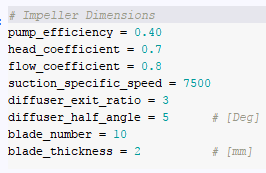 # Impeller Dimensions
pump_efficiency = 0.40
head_coefficient = 0.7
flow_coefficient = 0.8
suction_specific_speed = 7500
diffuser_exit_ratio = 3
diffuser_half_angle = 5 # [Deg]
blade_number = 10
blade_thickness = 2 # [mm]